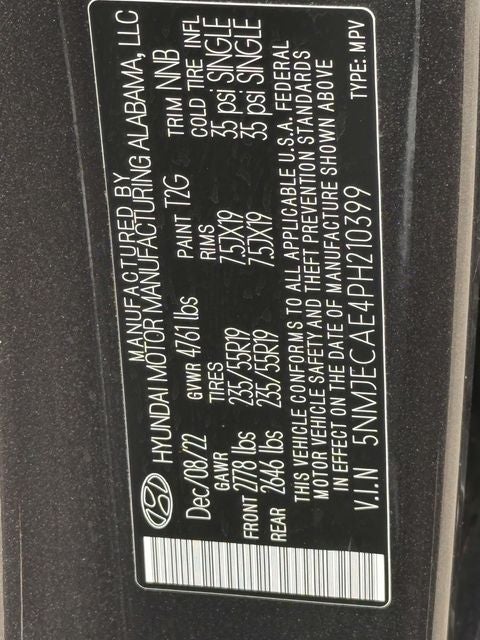 MANUFACTURED BY
HYUNDAI MOTOR MANUFACTURING ALABAMA, LLC
Dec/08/22 GVWR 4761 lbs PAINT T2G TRIM NNB
GAWR TIRES RIMS COLD TIRE INFL
FRONT 2778 lbs 235/55R19 7.5JX19 35 psi SINGLE
REAR 2646 lbs 235/55R19 7.5JX19 35 psi SINGLE
THIS VEHICLE CONFORMS TO ALL APPLICABLE U.S.A. FEDERAL
MOTOR VEHICLE SAFETY AND THEFT PREVENTION STANDARDS
IN EFFECT ON THE DATE OF MANUFACTURE SHOWN ABOVE
V.I.N 5NMJECAE4PH210399 TYPE: MPV